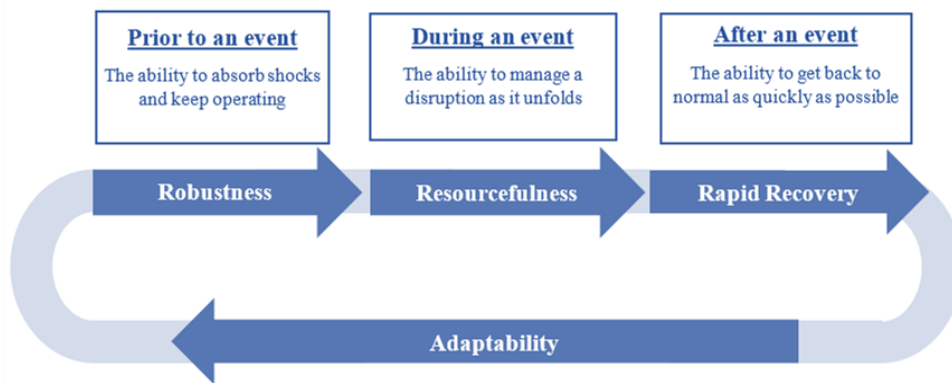 Prior to an event
The ability to absorb shocks
and keep operating
During an event
The ability to manage a
disruption as it unfolds
After an event
The ability to get back to
normal as quickly as possible
Robustness
Resourcefulness
Rapid Recovery
Adaptability